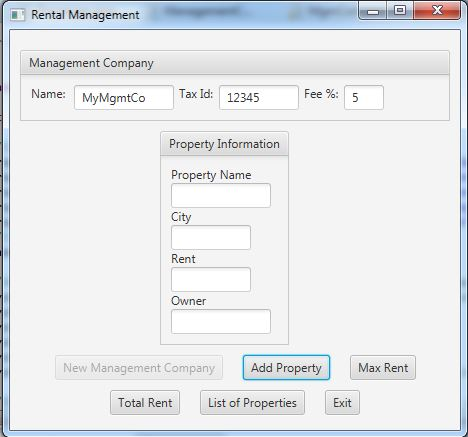 Rental Management
Management Company
Name: MyMgmtCo Tax Id: 12345 Fee %: 5
Property Information
Property Name
City
Rent
Owner
New Management Company Add Property Max Rent
Total Rent List of Properties Exit